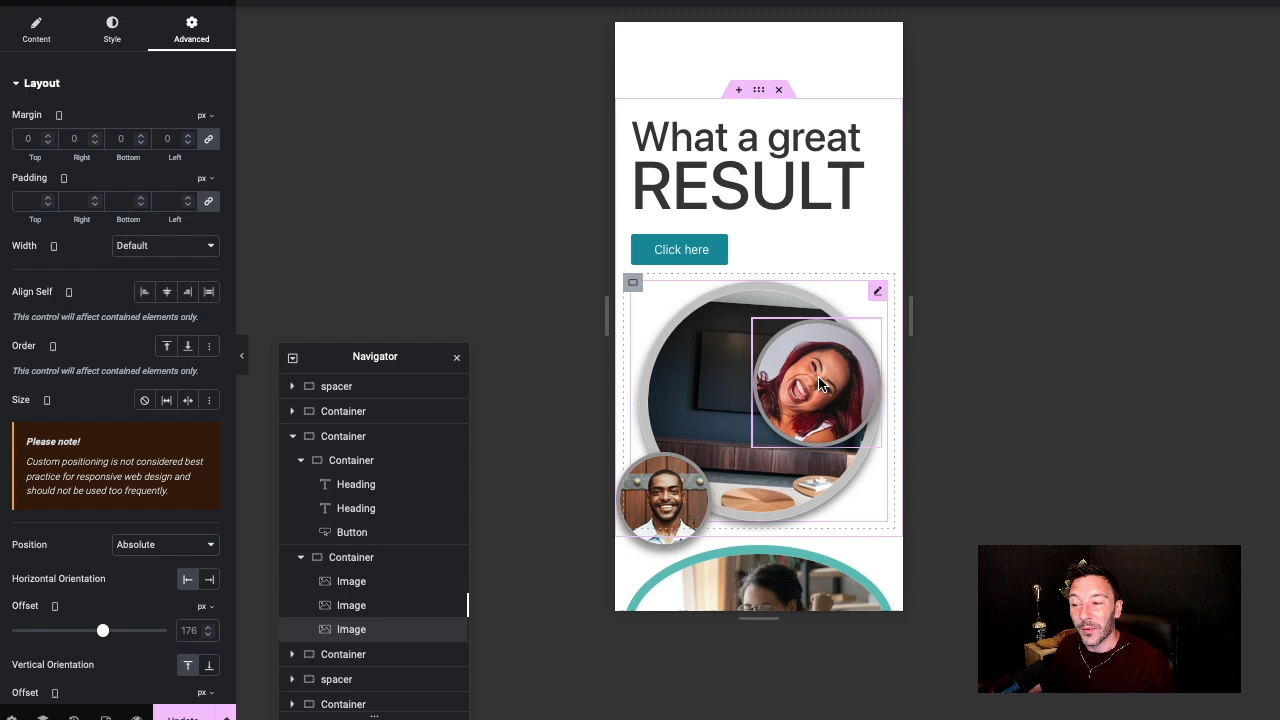 Content
Style
Advanced
Layout
Margin
px
0
0
0
0
Top
Right
Bottom
Left
Padding
px
Top
Right
Bottom
Left
Width
Default
Align Self
This control will affect contained elements only.
Order
This control will affect contained elements only.
Size
Please note!
Custom positioning is not considered best
practice for responsive web design and
should not be used too frequently.
Position
Absolute
Horizontal Orientation
Offset
px
176
Vertical Orientation
Offset
px
Update
Navigator
spacer
Container
Container
Container
Heading
Heading
Button
Container
Image
Image
Image
Container
spacer
Container
What a great
RESULT
Click here